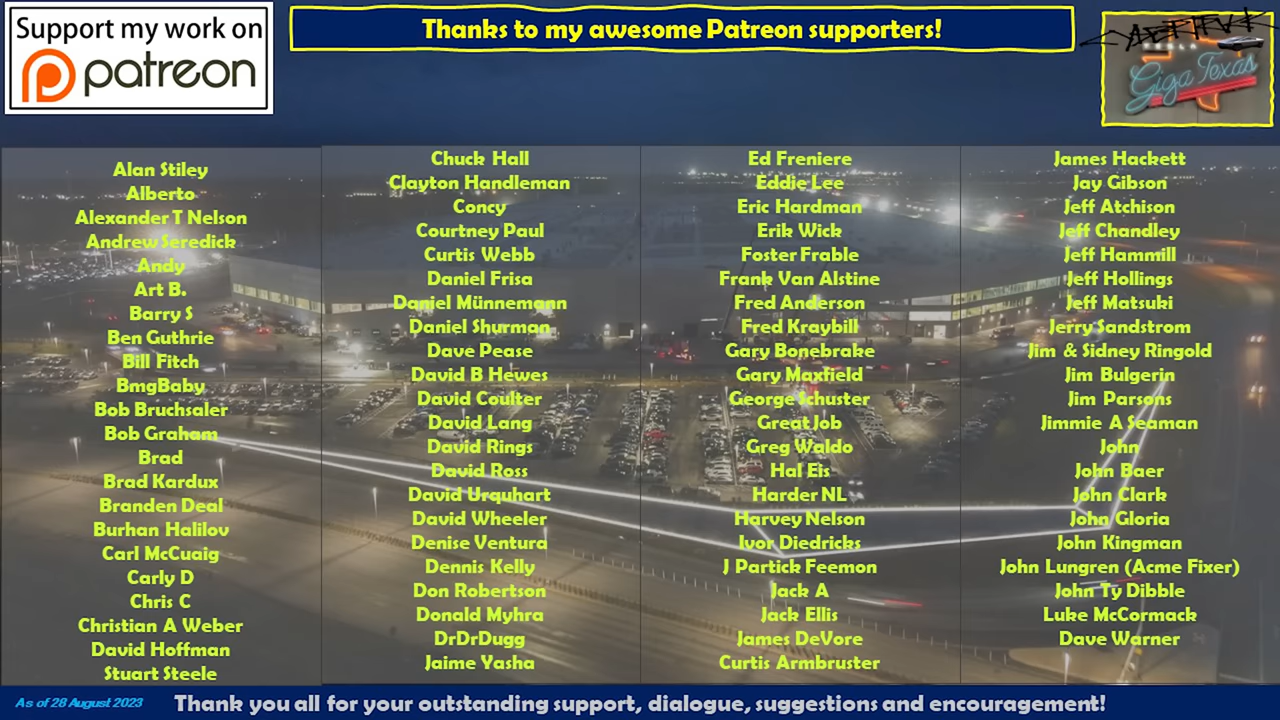 Support my work on
patreon
Thanks to my awesome Patreon supporters!
CYBERTRUCK
TESLA
Giga Texas
Alan Stiley
Alberto
Alexander T Nelson
Andrew Seredick
Andy
Art B.
Barry S
Ben Guthrie
Bill Fitch
BmgBaby
Bob Bruchsaler
Bob Graham
Brad
Brad Kardux
Branden Deal
Burhan Halilov
Carl McCuaig
Carly D
Chris C
Christian A Weber
David Hoffman
Stuart Steele
Chuck Hall
Clayton Handleman
Concy
Courtney Paul
Curtis Webb
Daniel Frisa
Daniel Münnemann
Daniel Shurman
Dave Pease
David B Hewes
David Coulter
David Lang
David Rings
David Ross
David Urquhart
David Wheeler
Denise Ventura
Dennis Kelly
Don Robertson
Donald Myhra
DrDrDugg
Jaime Yasha
Ed Freniere
Eddie Lee
Eric Hardman
Erik Wick
Foster Frable
Frank Van Alstine
Fred Anderson
Fred Kraybill
Gary Bonebrake
Gary Maxfield
George Schuster
Great Job
Greg Waldo
Hal Eis
Harder NL
Harvey Nelson
Ivor Diedricks
J Partick Feemon
Jack A
Jack Ellis
James DeVore
Curtis Armbruster
James Hackett
Jay Gibson
Jeff Atchison
Jeff Chandley
Jeff Hammill
Jeff Hollings
Jeff Matsuki
Jerry Sandstrom
Jim & Sidney Ringold
Jim Bulgerin
Jim Parsons
Jimmie A Seaman
John
John Baer
John Clark
John Gloria
John Kingman
John Lungren (Acme Fixer)
John Ty Dibble
Luke McCormack
Dave Warner
As of 28 August 2023
Thank you all for your outstanding support, dialogue, suggestions and encouragement!